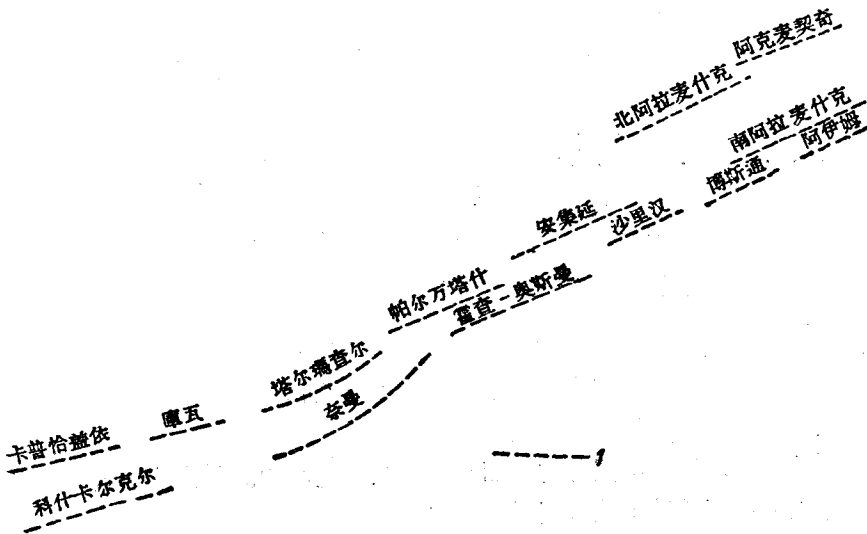 阿克麦契奇
北阿拉麦什克
南阿拉麦什克
阿伊姆
博斯通
安集延
沙里汉
帕尔万塔什
霍查-奥斯曼
塔尔玛查尔
奈曼
库瓦
卡普恰盖依
科什卡尔克尔
1